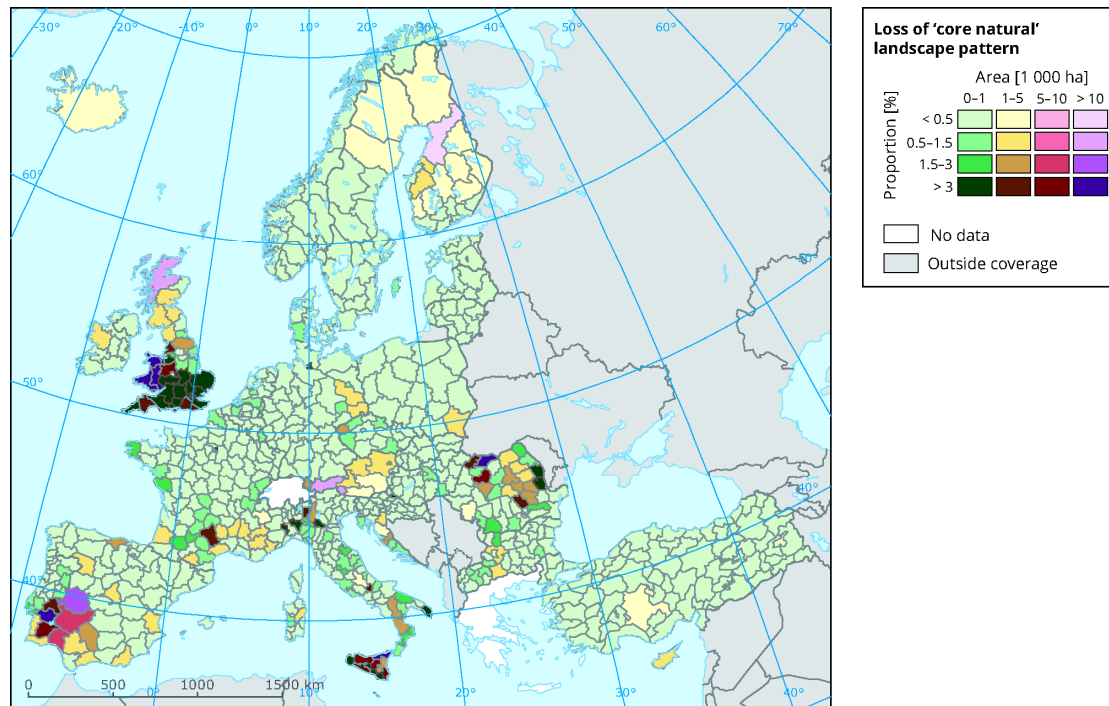 -30° -20° -10° 0° 10° 20° 30° 40° 50° 60° 70°
60°
50°
50°
40°
40°
0 500 1000 1500 km
0° 10° 20° 30° 40°
Loss of ‘core natural’
landscape pattern
Area [1 000 ha]
0–1 1–5 5–10 > 10
Proportion [%]
< 0.5
0.5–1.5
1.5–3
> 3
No data
Outside coverage